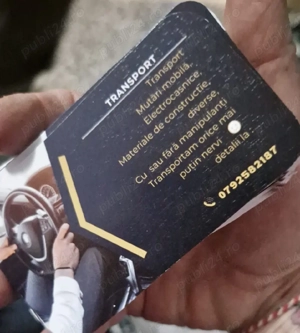 TRANSPORT
Transport
Mutări mobilă,
Electrocasnice,
Materiale de construcție,
diverse,
Cu sau fără manipulanți
Transportam orice mai
puțin nervi
detalii la :
0792582187